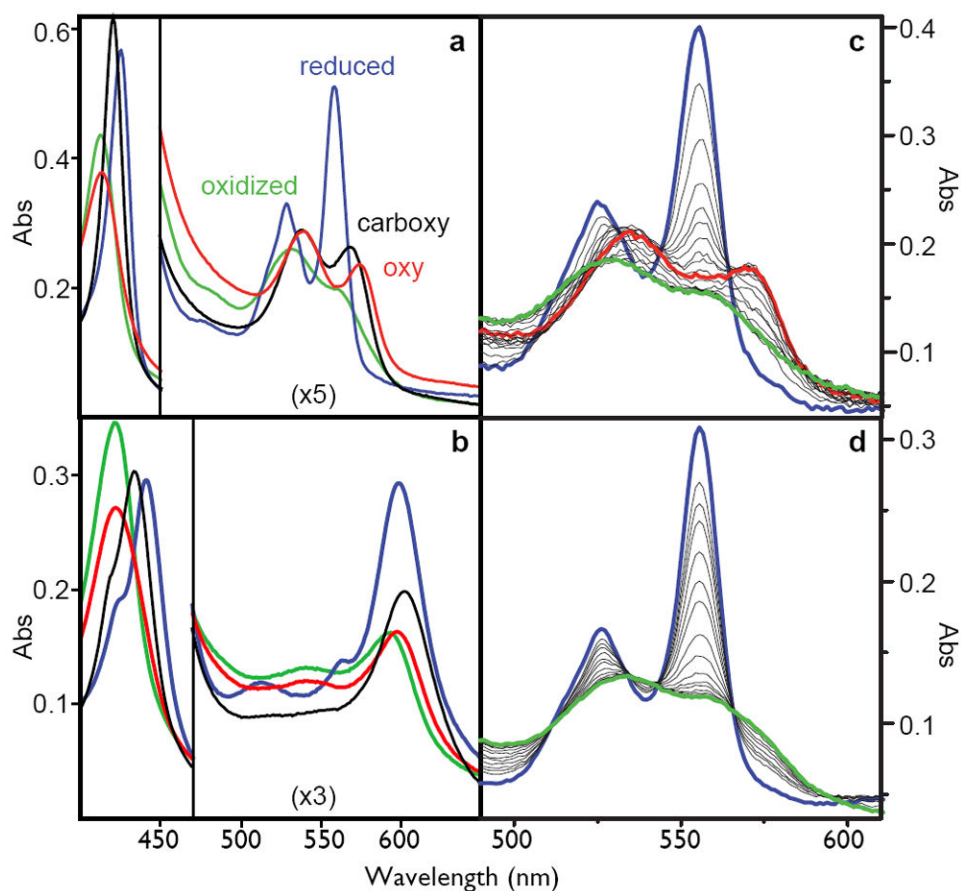 a
reduced
oxidized
carboxy
oxy
(x5)
Abs
0.6
0.4
0.2
c
0.4
0.3
0.2
0.1
Abs
b
(x3)
Abs
0.3
0.2
0.1
450 500 550 600
d
0.3
0.2
0.1
Abs
500 550 600
Wavelength (nm)